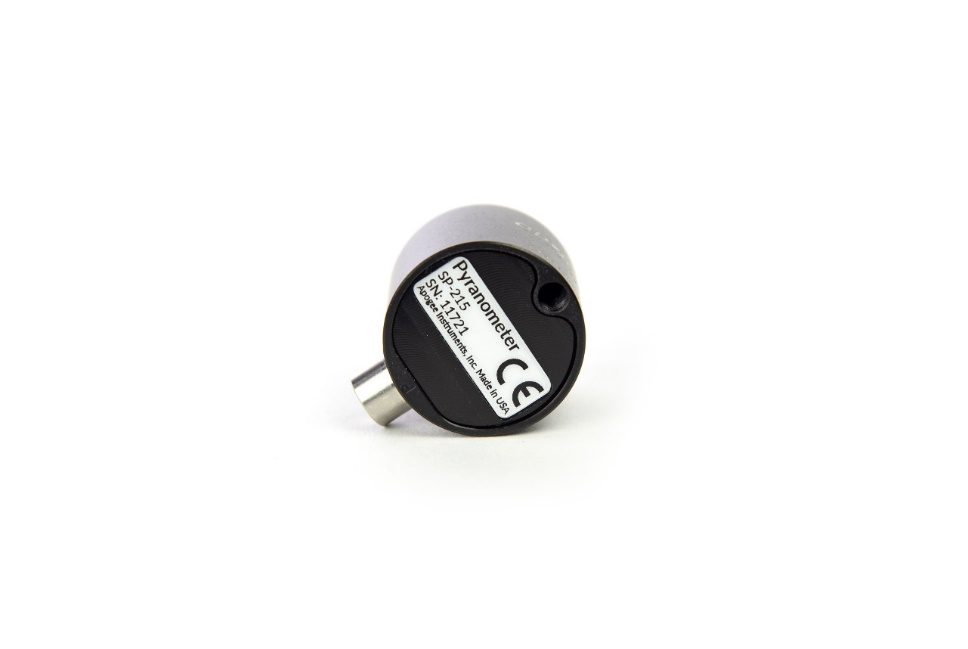 Pyranometer
SP-215
SN: 11721
Apogee Instruments, Inc. Made in USA
CE